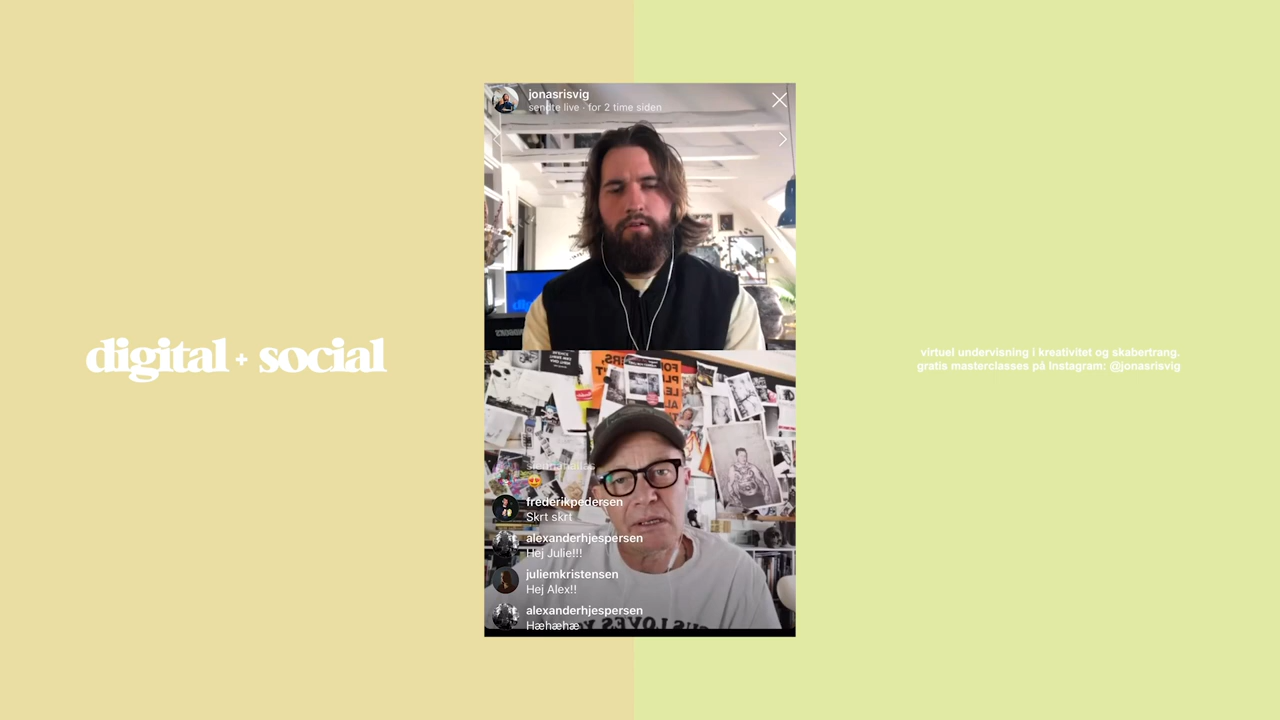 digital + social
jonasrisvig
sendte live · for 2 time siden
frederikpedersen
Skrt skrt
alexanderhjespersen
Hej Julie!!!
juliemkristensen
Hej Alex!!
alexanderhjespersen
Hæhæhæ
virtuel undervisning i kreativitet og skabertrang.
gratis masterclasses på Instagram: @jonasrisvig